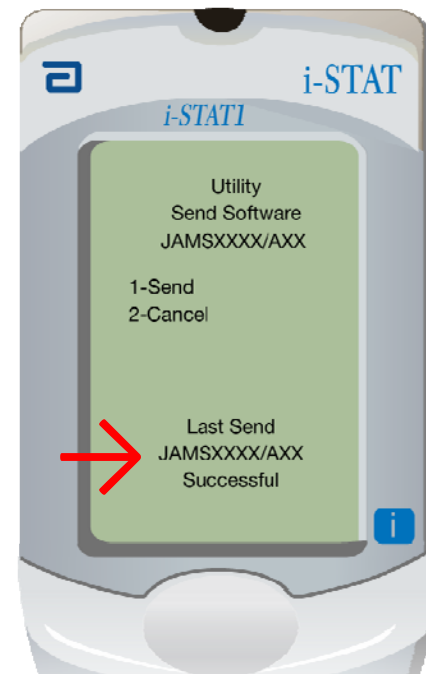 i-STAT
i-STAT1
Utility
Send Software
JAMSXXXX/AXX
1-Send
2-Cancel
Last Send
JAMSXXXX/AXX
Successful
i